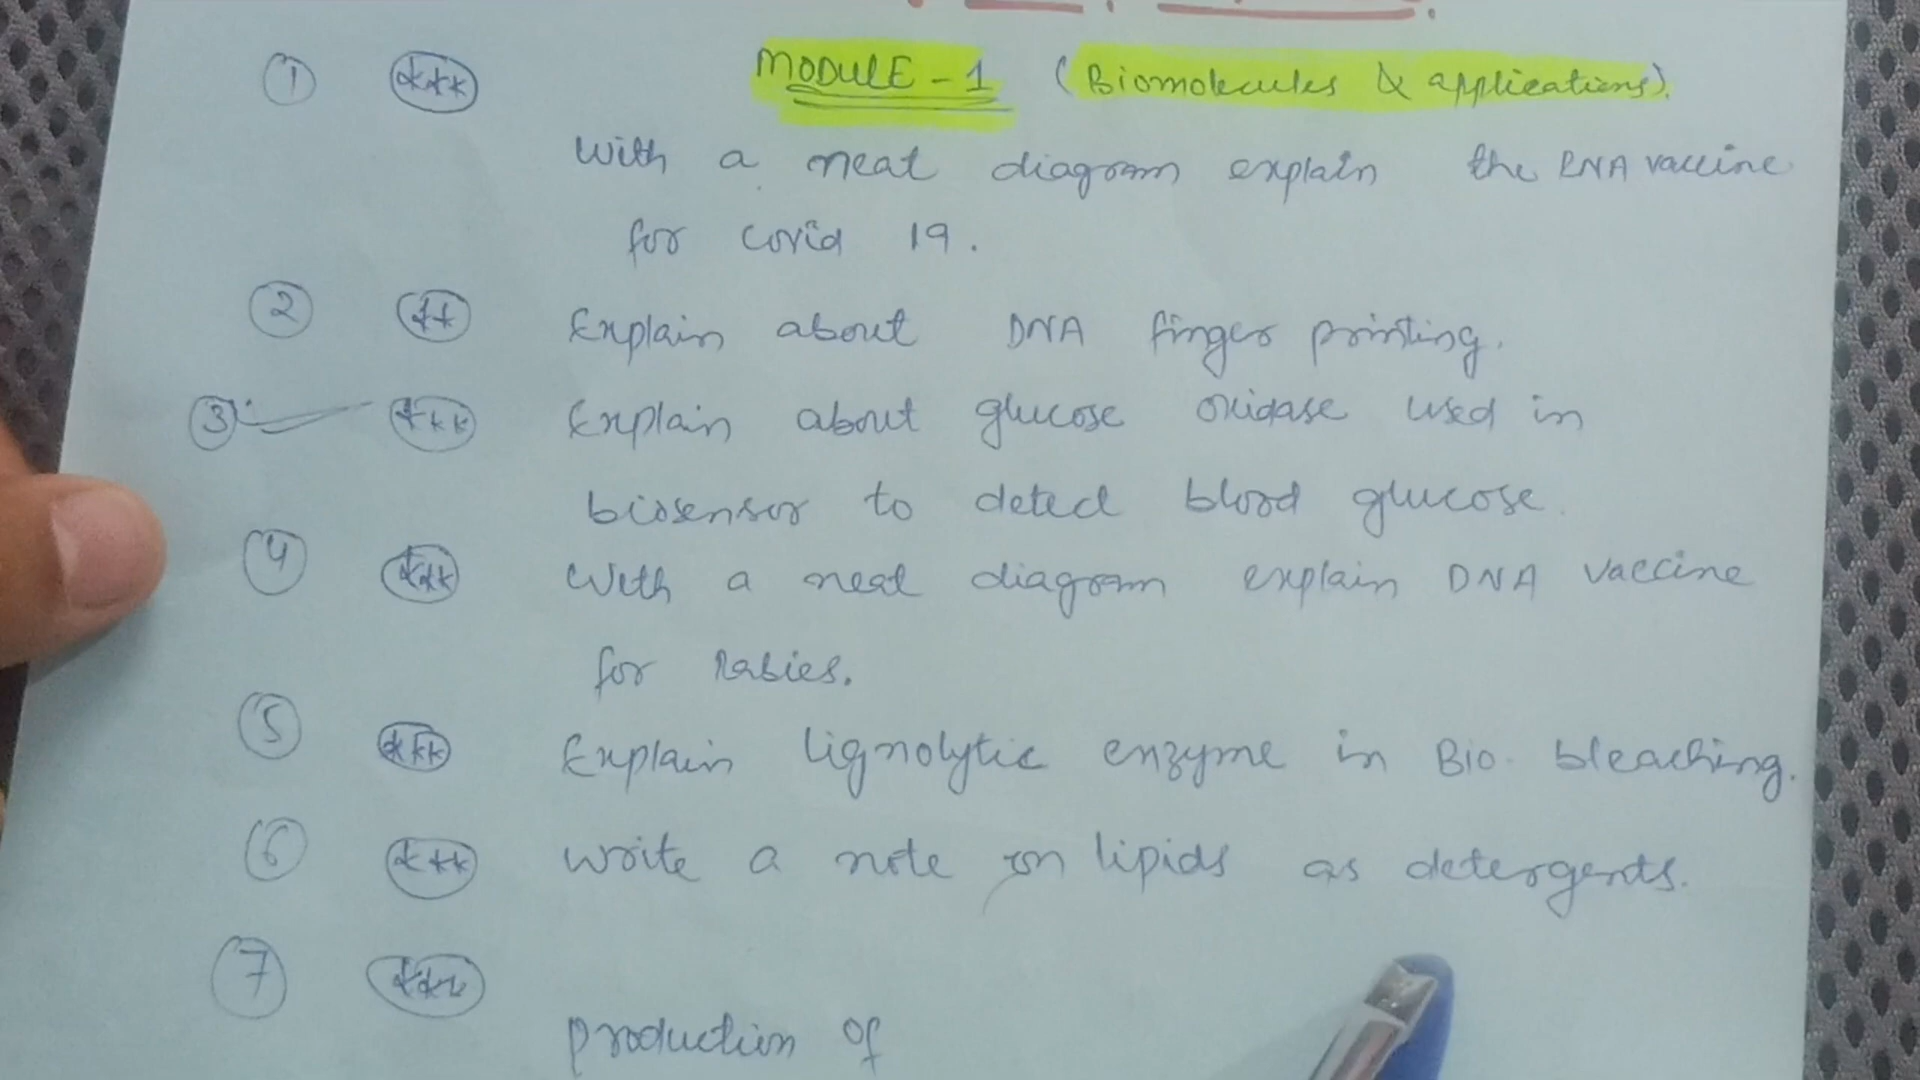 MODULE - 1 (Biomolecules & applications).
1 *** With a neat diagram explain the RNA vaccine
for covid 19.
2 ** Explain about DNA finger printing.
3 *** Explain about glucose oxidase used in
biosensor to detect blood glucose.
4 *** With a neat diagram explain DNA vaccine
for Rabies.
5 *** Explain lignolytic enzyme in Bio. bleaching.
6 *** Write a note on lipids as detergents.
7 ***
production of